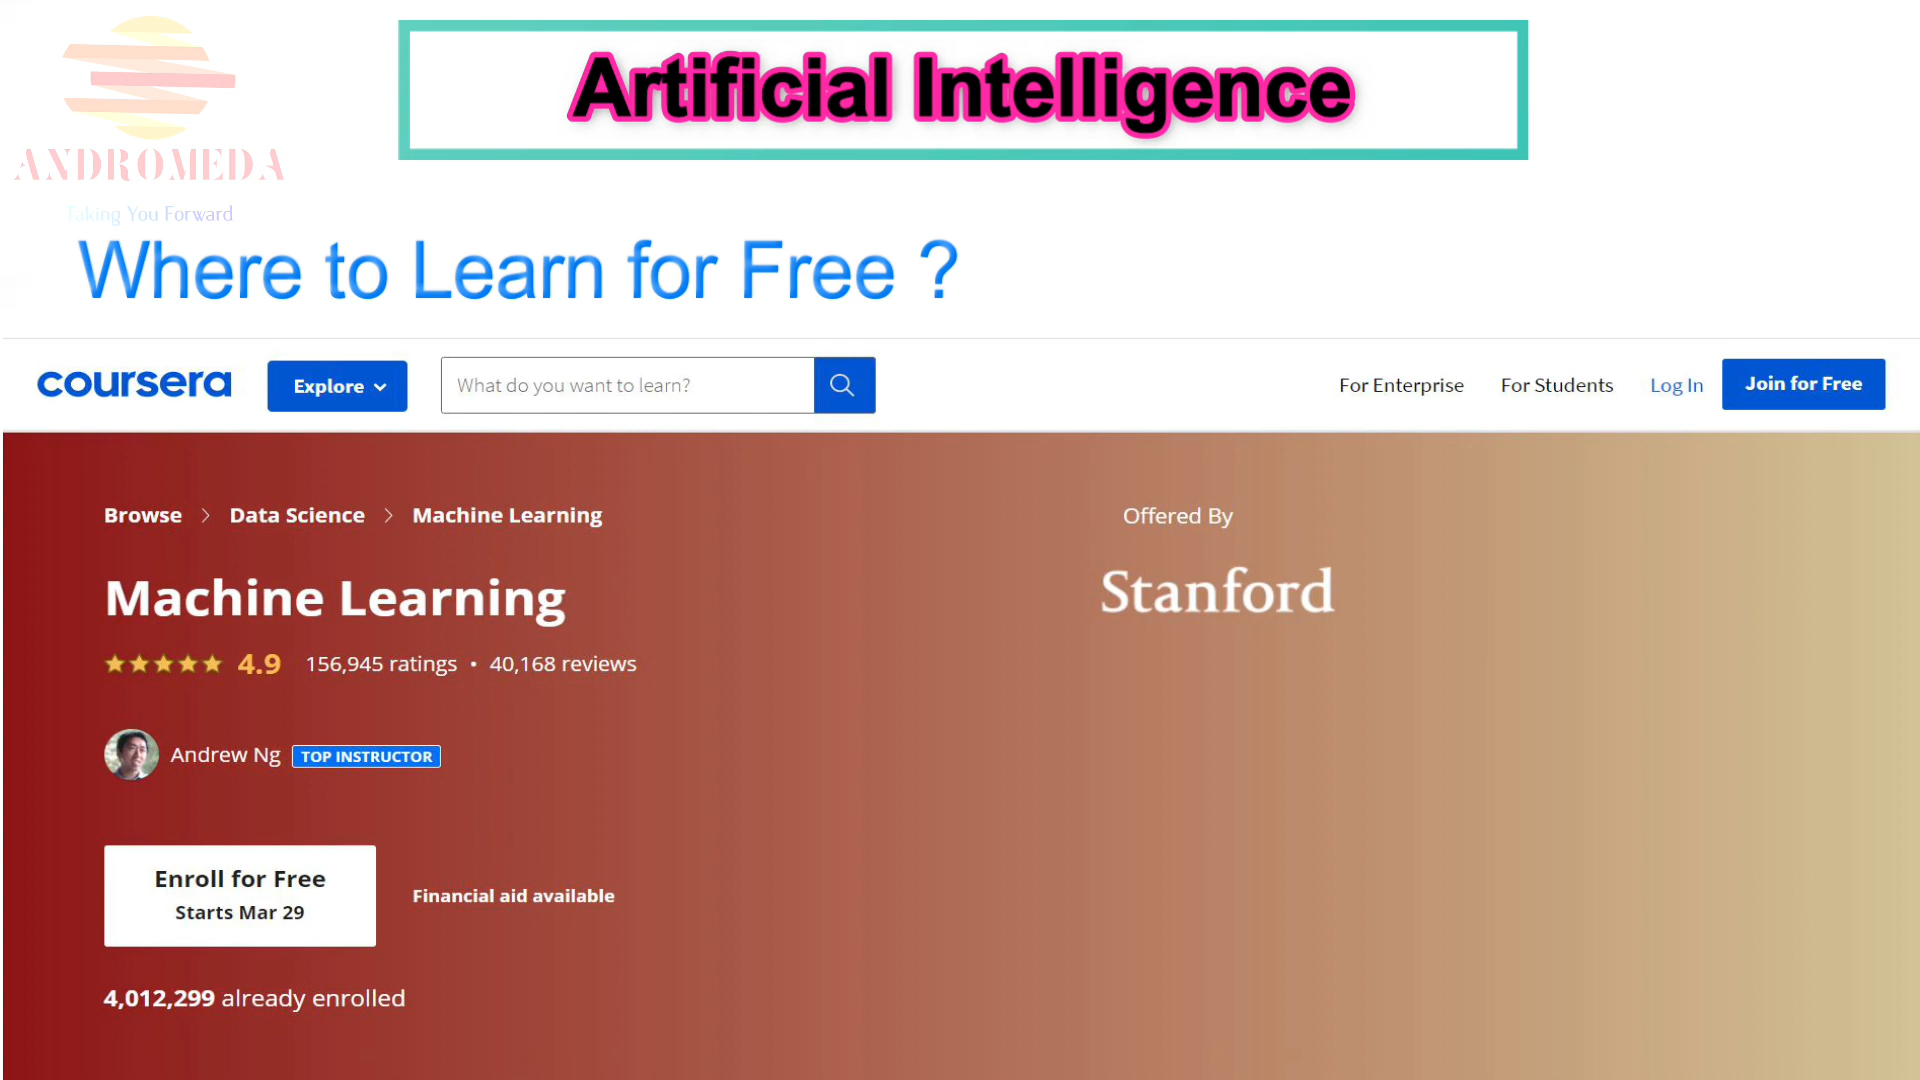 Artificial Intelligence
ANDROMEDA
Taking You Forward
Where to Learn for Free ?
coursera Explore What do you want to learn? For Enterprise For Students Log In Join for Free
Browse > Data Science > Machine Learning
Offered By
Machine Learning
Stanford
4.9 156,945 ratings • 40,168 reviews
Andrew Ng TOP INSTRUCTOR
Enroll for Free
Starts Mar 29
Financial aid available
4,012,299 already enrolled